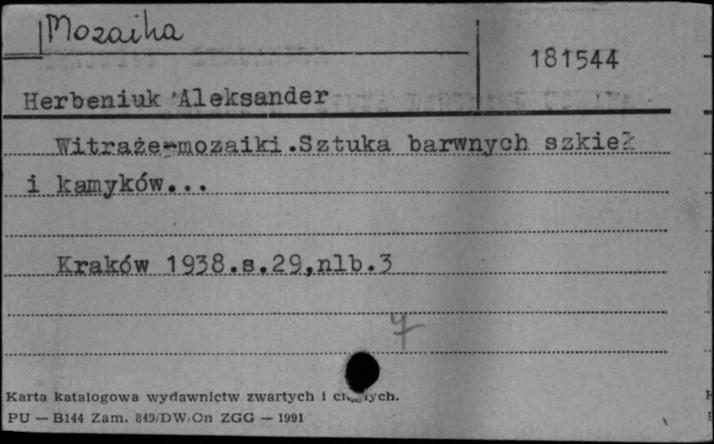 Mozaika
181544
Herbeniuk Aleksander
Witraże-mozaiki.Sztuka barwnych szkieł
i kamyków...
Kraków 1938.s.29,nlb.3
4
Karta katalogowa wydawnictw zwartych i ciągłych.
PU — B144 Zam. 849/DW/On ZGG — 1991